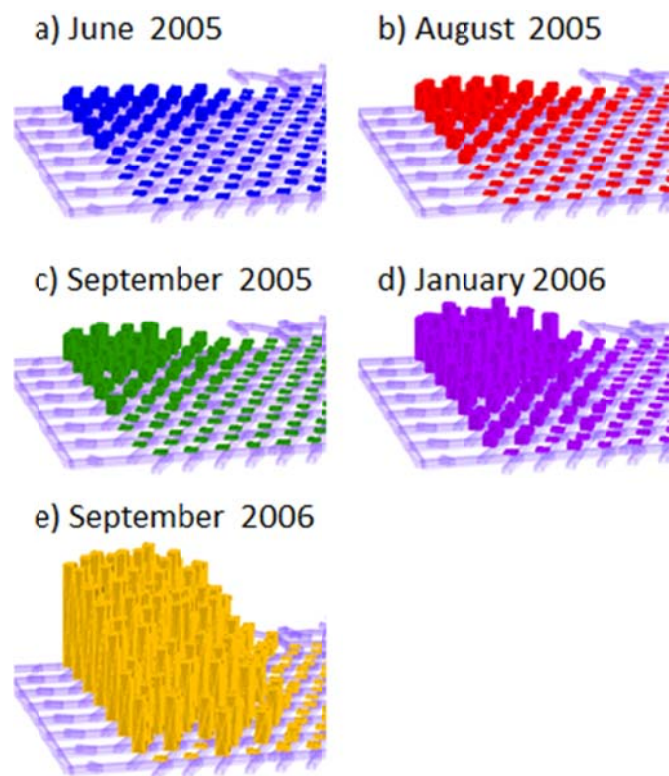 a) June 2005
b) August 2005
c) September 2005
d) January 2006
e) September 2006